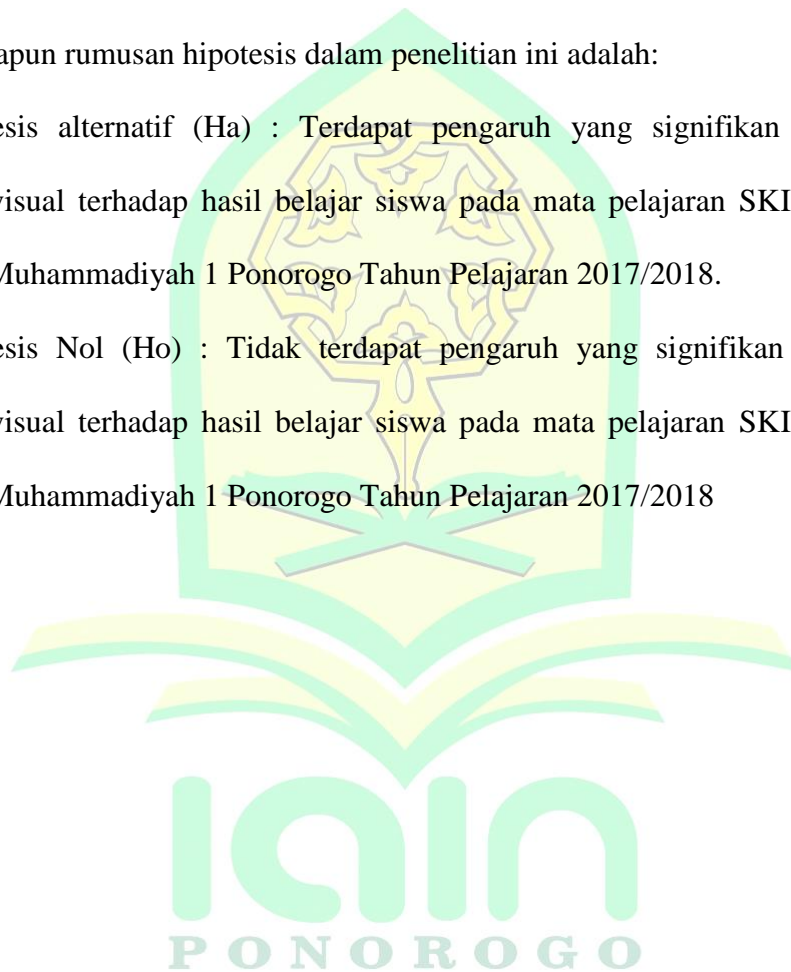 apun rumusan hipotesis dalam penelitian ini adalah:
esis alternatif (Ha) : Terdapat pengaruh yang signifikan
visual terhadap hasil belajar siswa pada mata pelajaran SKI
Muhammadiyah 1 Ponorogo Tahun Pelajaran 2017/2018.
esis Nol (Ho) : Tidak terdapat pengaruh yang signifikan
visual terhadap hasil belajar siswa pada mata pelajaran SKI
Muhammadiyah 1 Ponorogo Tahun Pelajaran 2017/2018
iain
PONOROGO